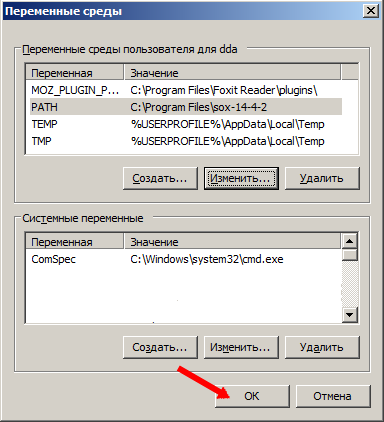 Переменные среды
Переменные среды пользователя для dda
Переменная Значение
MOZ_PLUGIN_P... C:\Program Files\Foxit Reader\plugins\
PATH C:\Program Files\sox-14-4-2
TEMP %USERPROFILE%\AppData\Local\Temp
TMP %USERPROFILE%\AppData\Local\Temp
Создать... Изменить... Удалить
Системные переменные
Переменная Значение
ComSpec C:\Windows\system32\cmd.exe
Создать... Изменить... Удалить
ОК Отмена